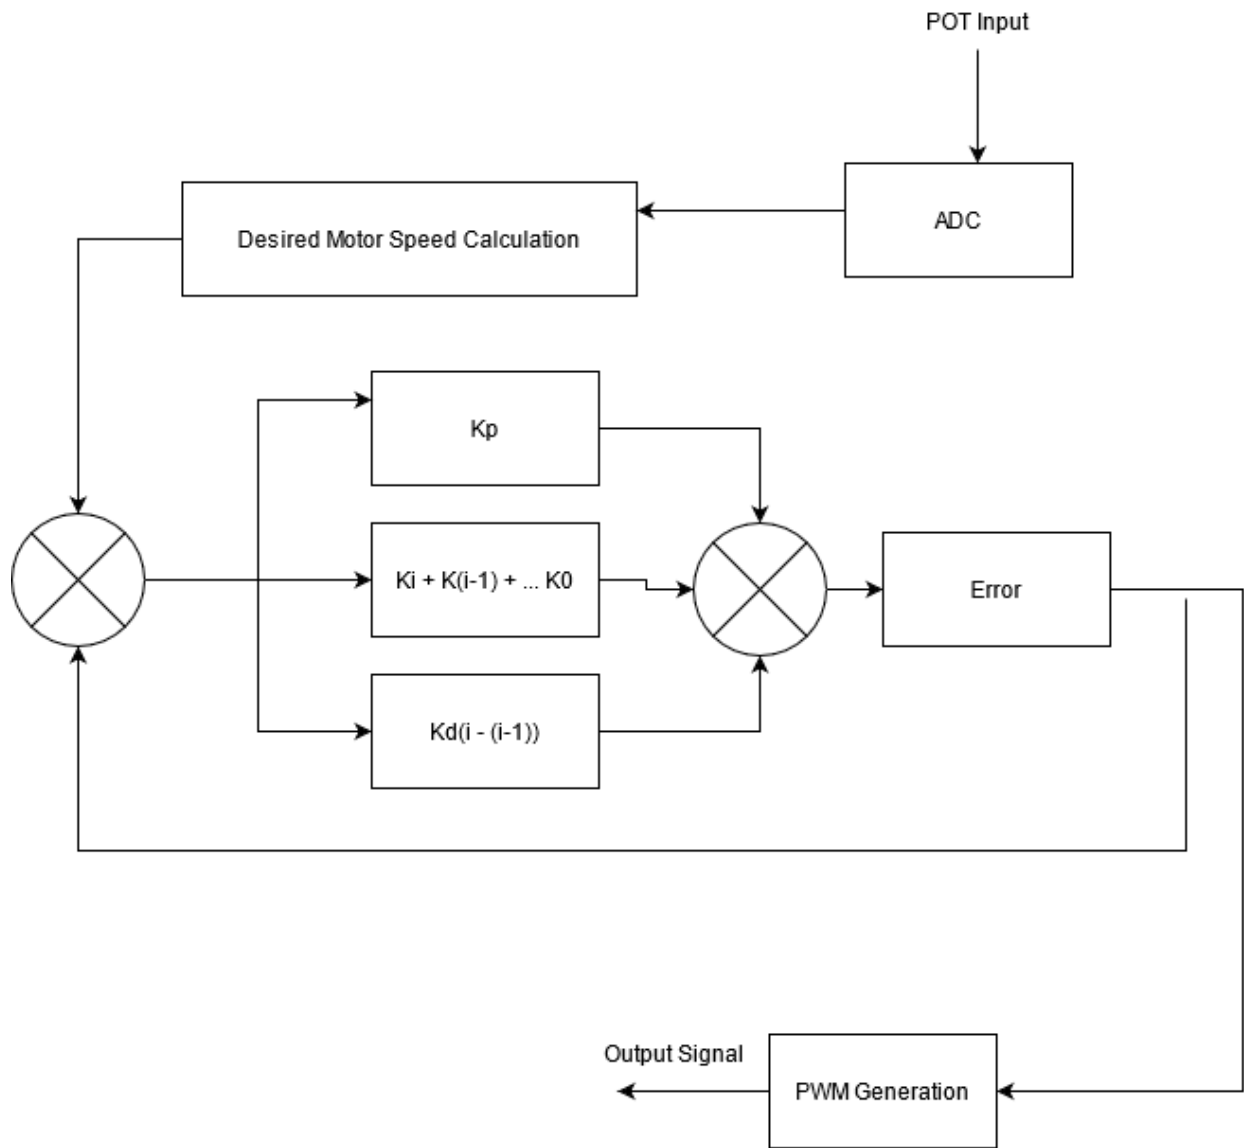 POT Input
ADC
Desired Motor Speed Calculation
Kp
Ki + K(i-1) + ... K0
Error
Kd(i - (i-1))
Output Signal
PWM Generation